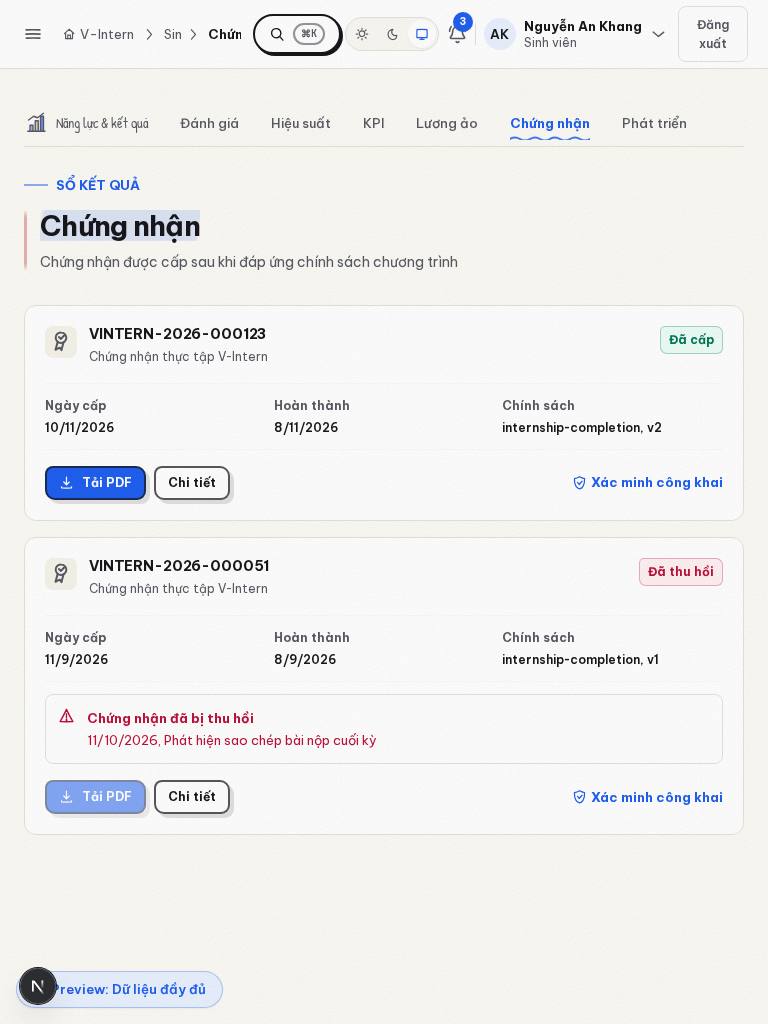 V-Intern
Sin
Chứn
⌘K
3
AK
Nguyễn An Khang
Sinh viên
Đăng xuất
Năng lực & kết quả
Đánh giá
Hiệu suất
KPI
Lương ảo
Chứng nhận
Phát triển
SỔ KẾT QUẢ
Chứng nhận
Chứng nhận được cấp sau khi đáp ứng chính sách chương trình
VINTERN-2026-000123
Chứng nhận thực tập V-Intern
Đã cấp
Ngày cấp
Hoàn thành
Chính sách
10/11/2026
8/11/2026
internship-completion, v2
Tải PDF
Chi tiết
Xác minh công khai
VINTERN-2026-000051
Chứng nhận thực tập V-Intern
Đã thu hồi
Ngày cấp
Hoàn thành
Chính sách
11/9/2026
8/9/2026
internship-completion, v1
Chứng nhận đã bị thu hồi
11/10/2026, Phát hiện sao chép bài nộp cuối kỳ
Tải PDF
Chi tiết
Xác minh công khai
N
Preview: Dữ liệu đầy đủ